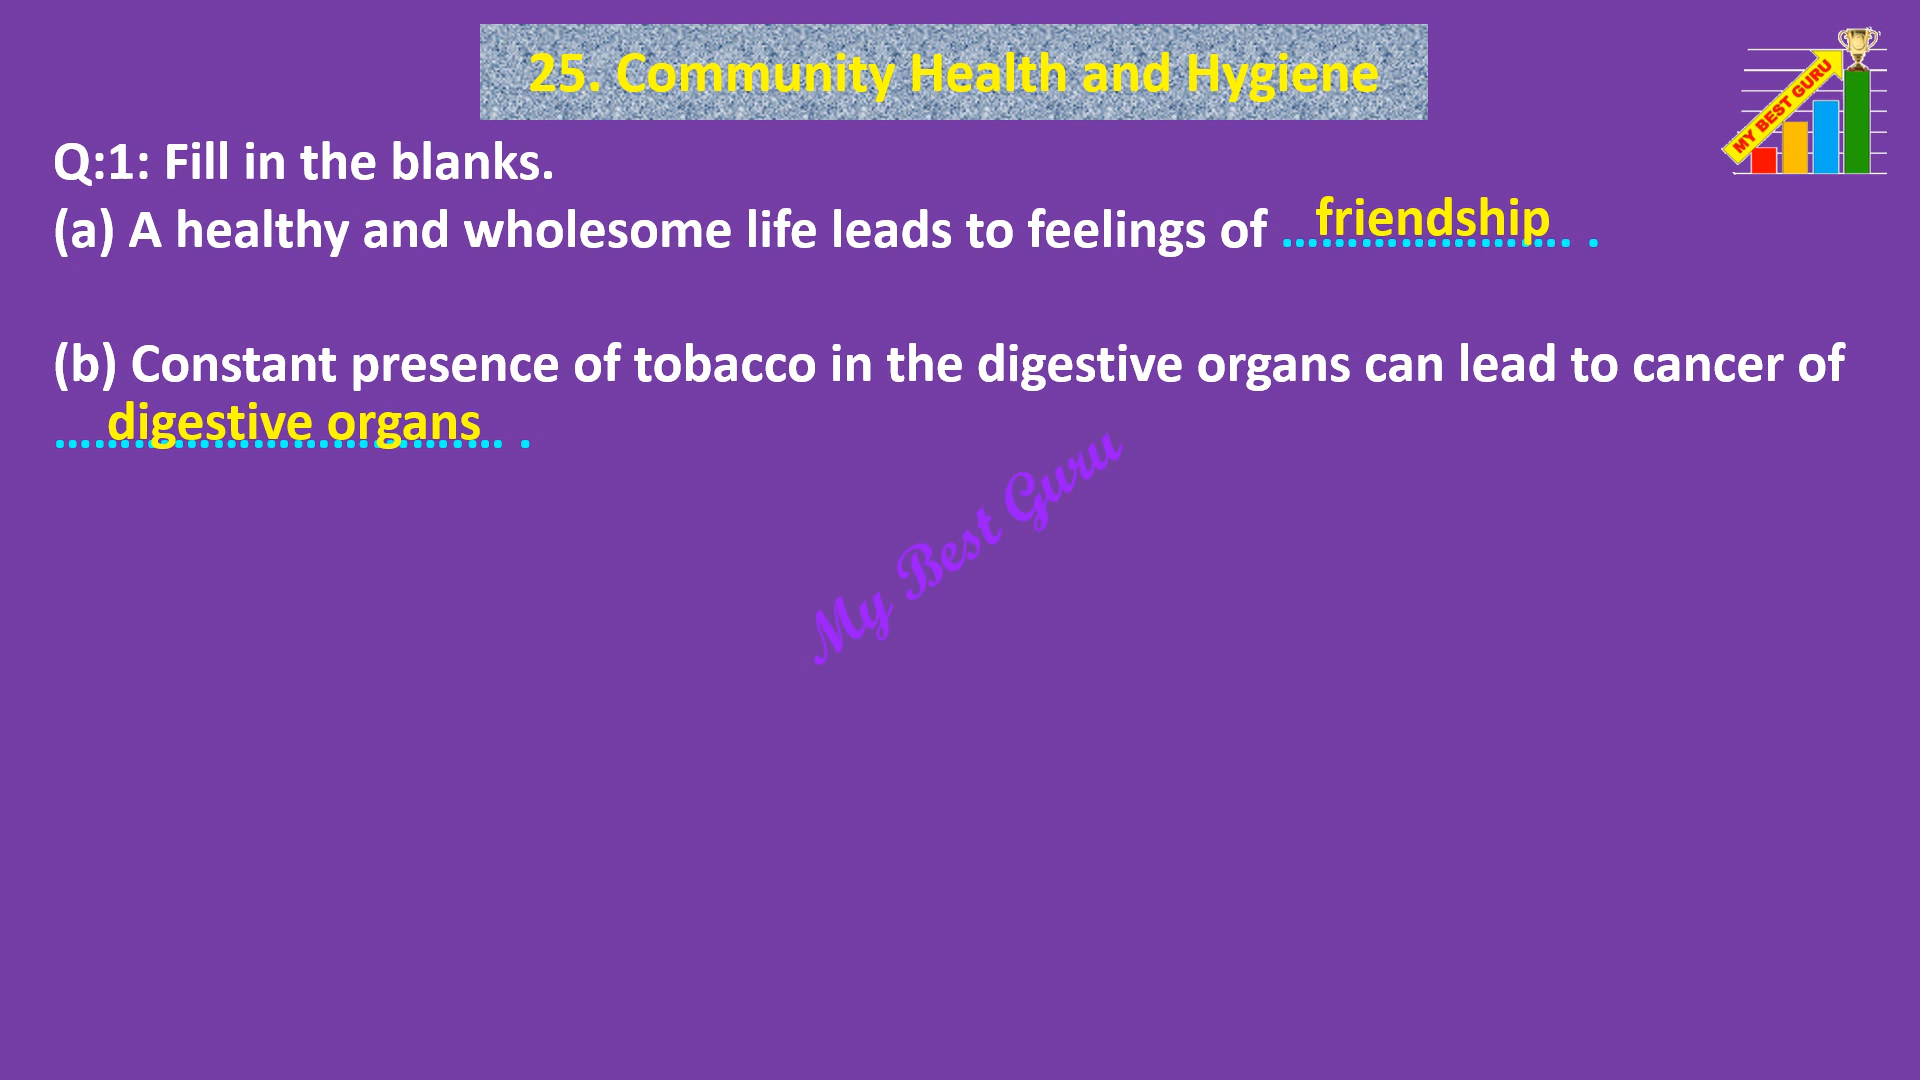 25. Community Health and Hygiene
MY BEST GURU
Q:1: Fill in the blanks.
(a) A healthy and wholesome life leads to feelings of friendship .
(b) Constant presence of tobacco in the digestive organs can lead to cancer of
digestive organs .
My Best Guru